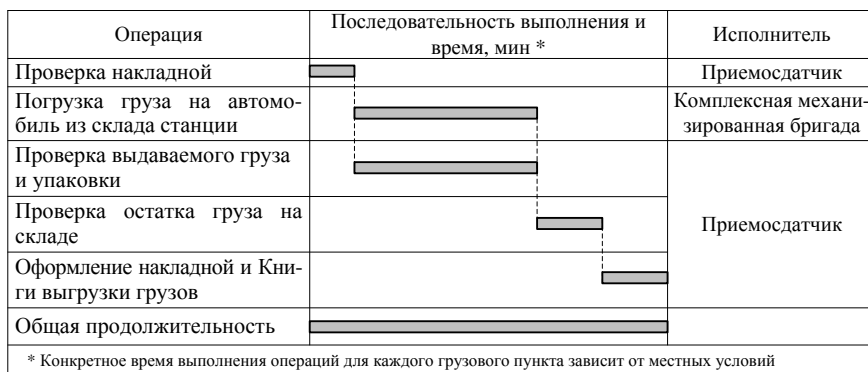 Операция
Последовательность выполнения и
время, мин *
Исполнитель
Проверка накладной
Приемосдатчик
Погрузка груза на автомо-
биль из склада станции
Комплексная механи-
зированная бригада
Проверка выдаваемого груза
и упаковки
Проверка остатка груза на
складе
Приемосдатчик
Оформление накладной и Кни-
ги выгрузки грузов
Общая продолжительность
* Конкретное время выполнения операций для каждого грузового пункта зависит от местных условий